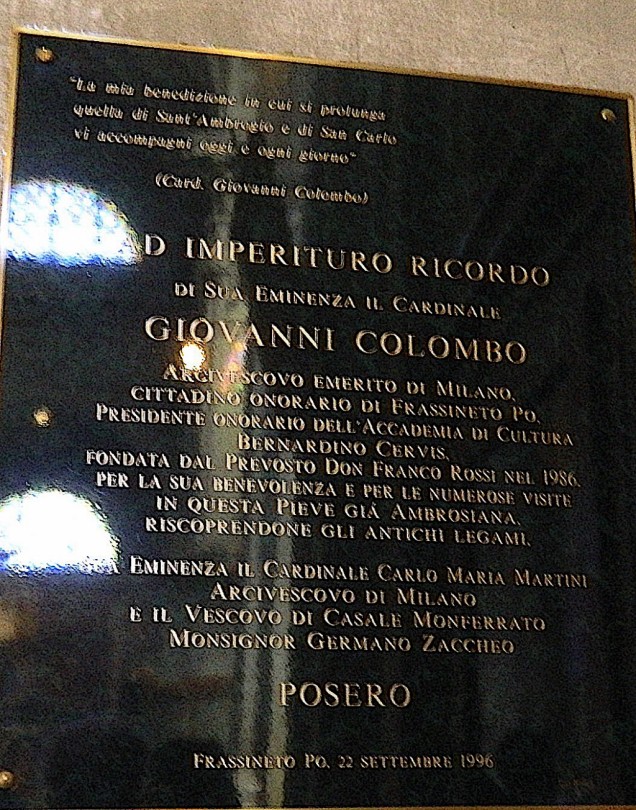 "La mia benedizione in cui si prolunga
quella di Sant'Ambrogio e di San Carlo
vi accompagni oggi e ogni giorno"
(Card. Giovanni Colombo)
AD IMPERITURO RICORDO
DI SUA EMINENZA IL CARDINALE
GIOVANNI COLOMBO
ARCIVESCOVO EMERITO DI MILANO,
CITTADINO ONORARIO DI FRASSINETO PO,
PRESIDENTE ONORARIO DELL'ACCADEMIA DI CULTURA
BERNARDINO CERVIS,
FONDATA DAL PREVOSTO DON FRANCO ROSSI NEL 1986,
PER LA SUA BENEVOLENZA E PER LE NUMEROSE VISITE
IN QUESTA PIEVE GIÁ AMBROSIANA,
RISCOPRENDONE GLI ANTICHI LEGAMI,
SUA EMINENZA IL CARDINALE CARLO MARIA MARTINI
ARCIVESCOVO DI MILANO
E IL VESCOVO DI CASALE MONFERRATO
MONSIGNOR GERMANO ZACCHEO
POSERO
FRASSINETO PO, 22 SETTEMBRE 1996